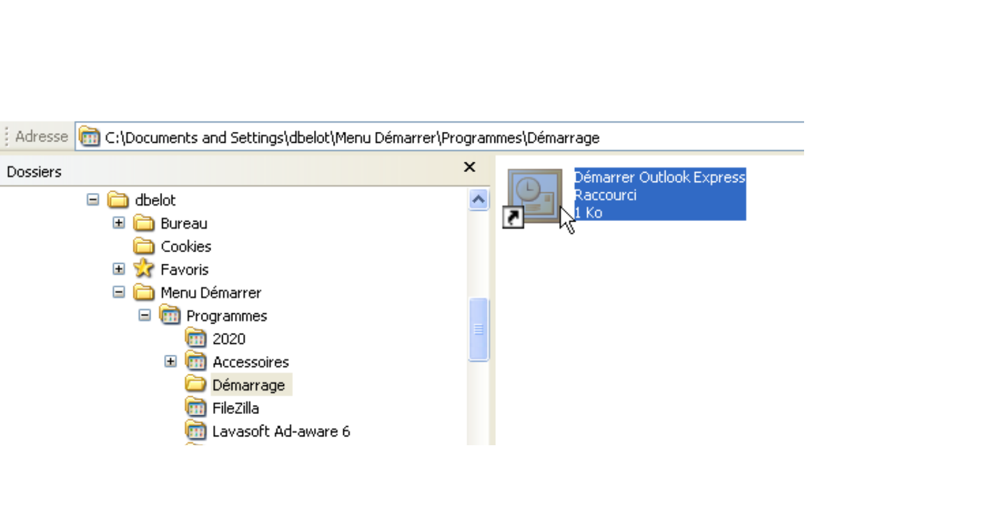 Adresse C:\Documents and Settings\dbelot\Menu Démarrer\Programmes\Démarrage
Dossiers
dbelot
Bureau
Cookies
Favoris
Menu Démarrer
Programmes
2020
Accessoires
Démarrage
FileZilla
Lavasoft Ad-aware 6
Démarrer Outlook Express
Raccourci
1 Ko